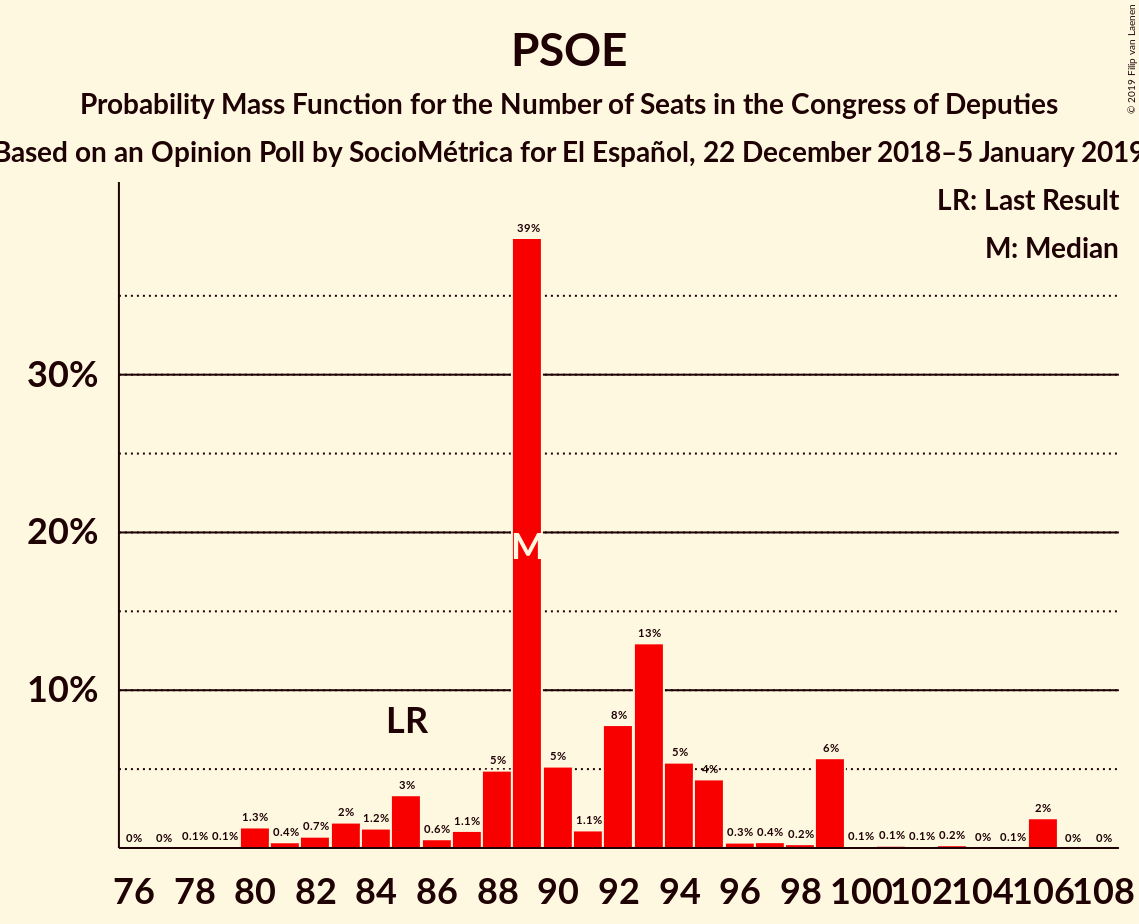 PSOE
Probability Mass Function for the Number of Seats in the Congress of Deputies
Based on an Opinion Poll by SocioMétrica for El Español, 22 December 2018–5 January 2019
© 2019 Filip van Laenen
LR: Last Result
M: Median
39%
30%
20%
M
13%
10%
LR
0% 0% 0.1% 0.1% 1.3% 0.4% 0.7% 2% 1.2% 3% 0.6% 1.1% 5% 5% 1.1% 8% 5% 4% 0.3% 0.4% 0.2% 6% 0.1% 0.1% 0.1% 0.2% 0% 0.1% 2% 0% 0%
76 78 80 82 84 86 88 90 92 94 96 98 100 102 104 106 108